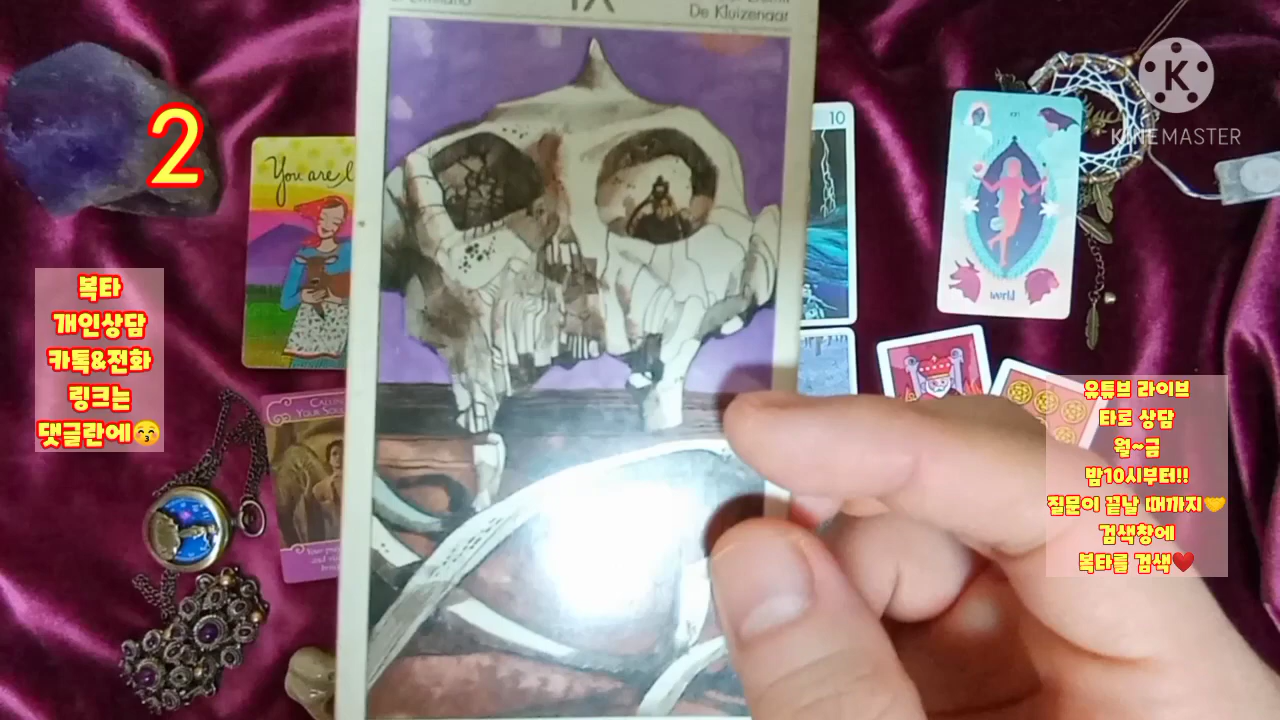 IX
De Kluizenaar
2
10
K
KINEMASTER
You are l
XXI
world
복타
개인상담
카톡&전화
링크는
댓글란에😚
유튜브 라이브
타로 상담
월~금
밤10시부터!!
질문이 끝날 때까지🤝
검색창에
복타를 검색❤️